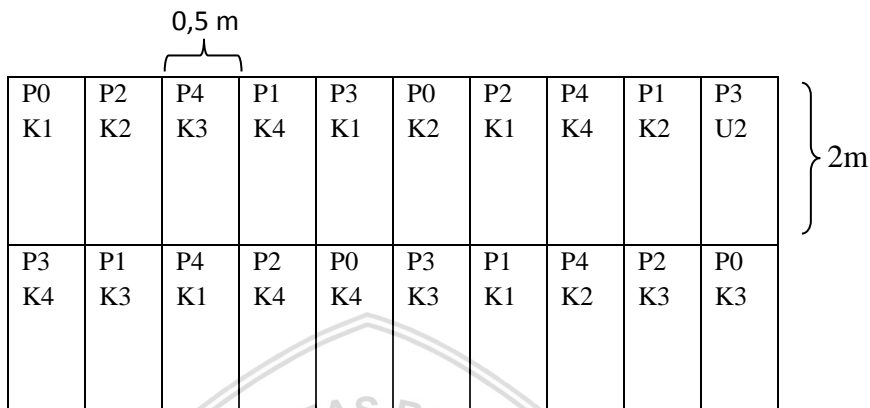 0,5 m
P0 P2 P4 P1 P3 P0 P2 P4 P1 P3
K1 K2 K3 K4 K1 K2 K1 K4 K2 U2
2m
P3 P1 P4 P2 P0 P3 P1 P4 P2 P0
K4 K3 K1 K4 K4 K3 K1 K2 K3 K3